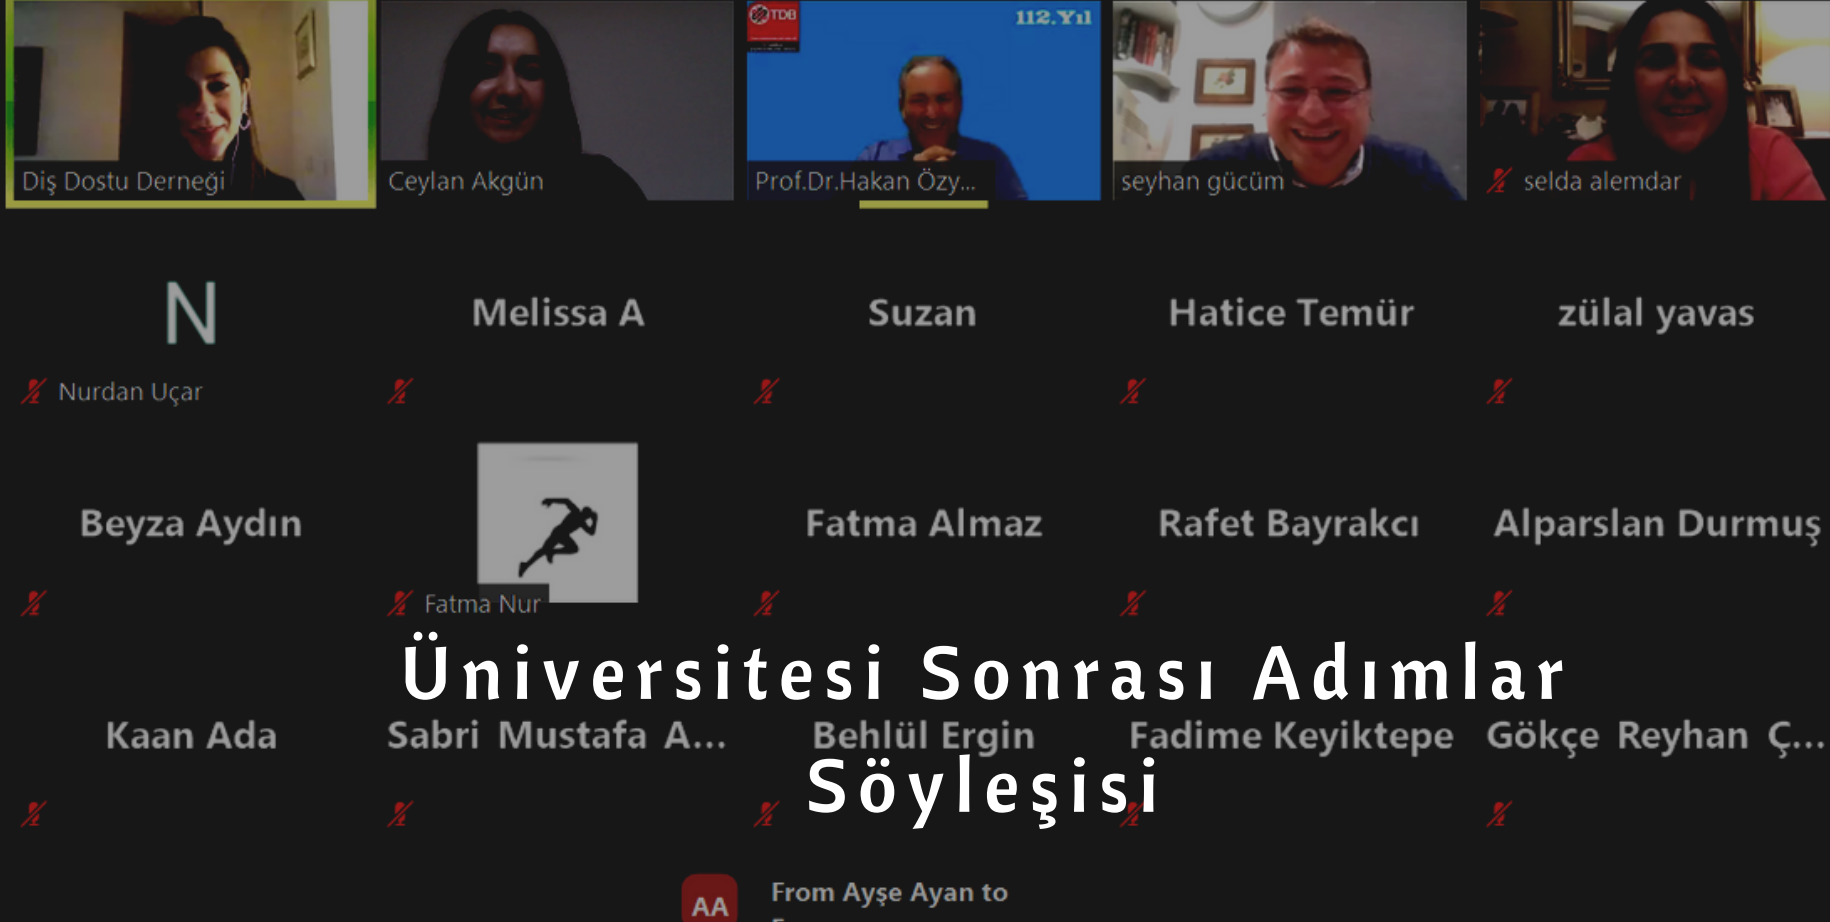 TDB
112.Yıl
Diş Dostu Derneği
Ceylan Akgün
Prof.Dr.Hakan Özy...
seyhan gücüm
selda alemdar
N
Melissa A
Suzan
Hatice Temür
zülal yavas
Nurdan Uçar
Beyza Aydın
Fatma Almaz
Rafet Bayrakcı
Alparslan Durmuş
Fatma Nur
Üniversitesi Sonrası Adımlar
Kaan Ada
Sabri Mustafa A...
Behlül Ergin
Fadime Keyiktepe
Gökçe Reyhan Ç...
Söyleşisi
AA
From Ayşe Ayan to